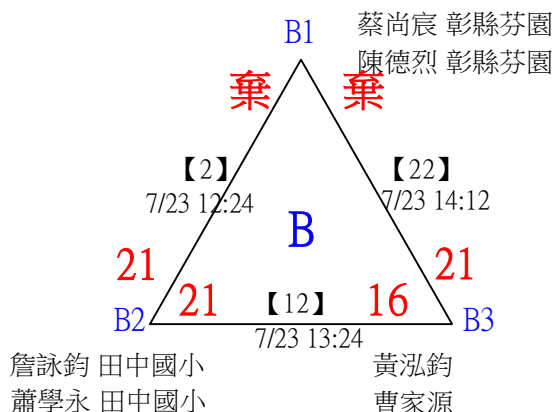 B1
蔡尚宸 彰縣芬園
陳德烈 彰縣芬園
棄 棄
【2】
7/23 12:24
【22】
7/23 14:12
B
21 21
21 【12】 16
B2 B3
7/23 13:24
詹詠鈞 田中國小
蕭學永 田中國小
黃泓鈞
曹家源